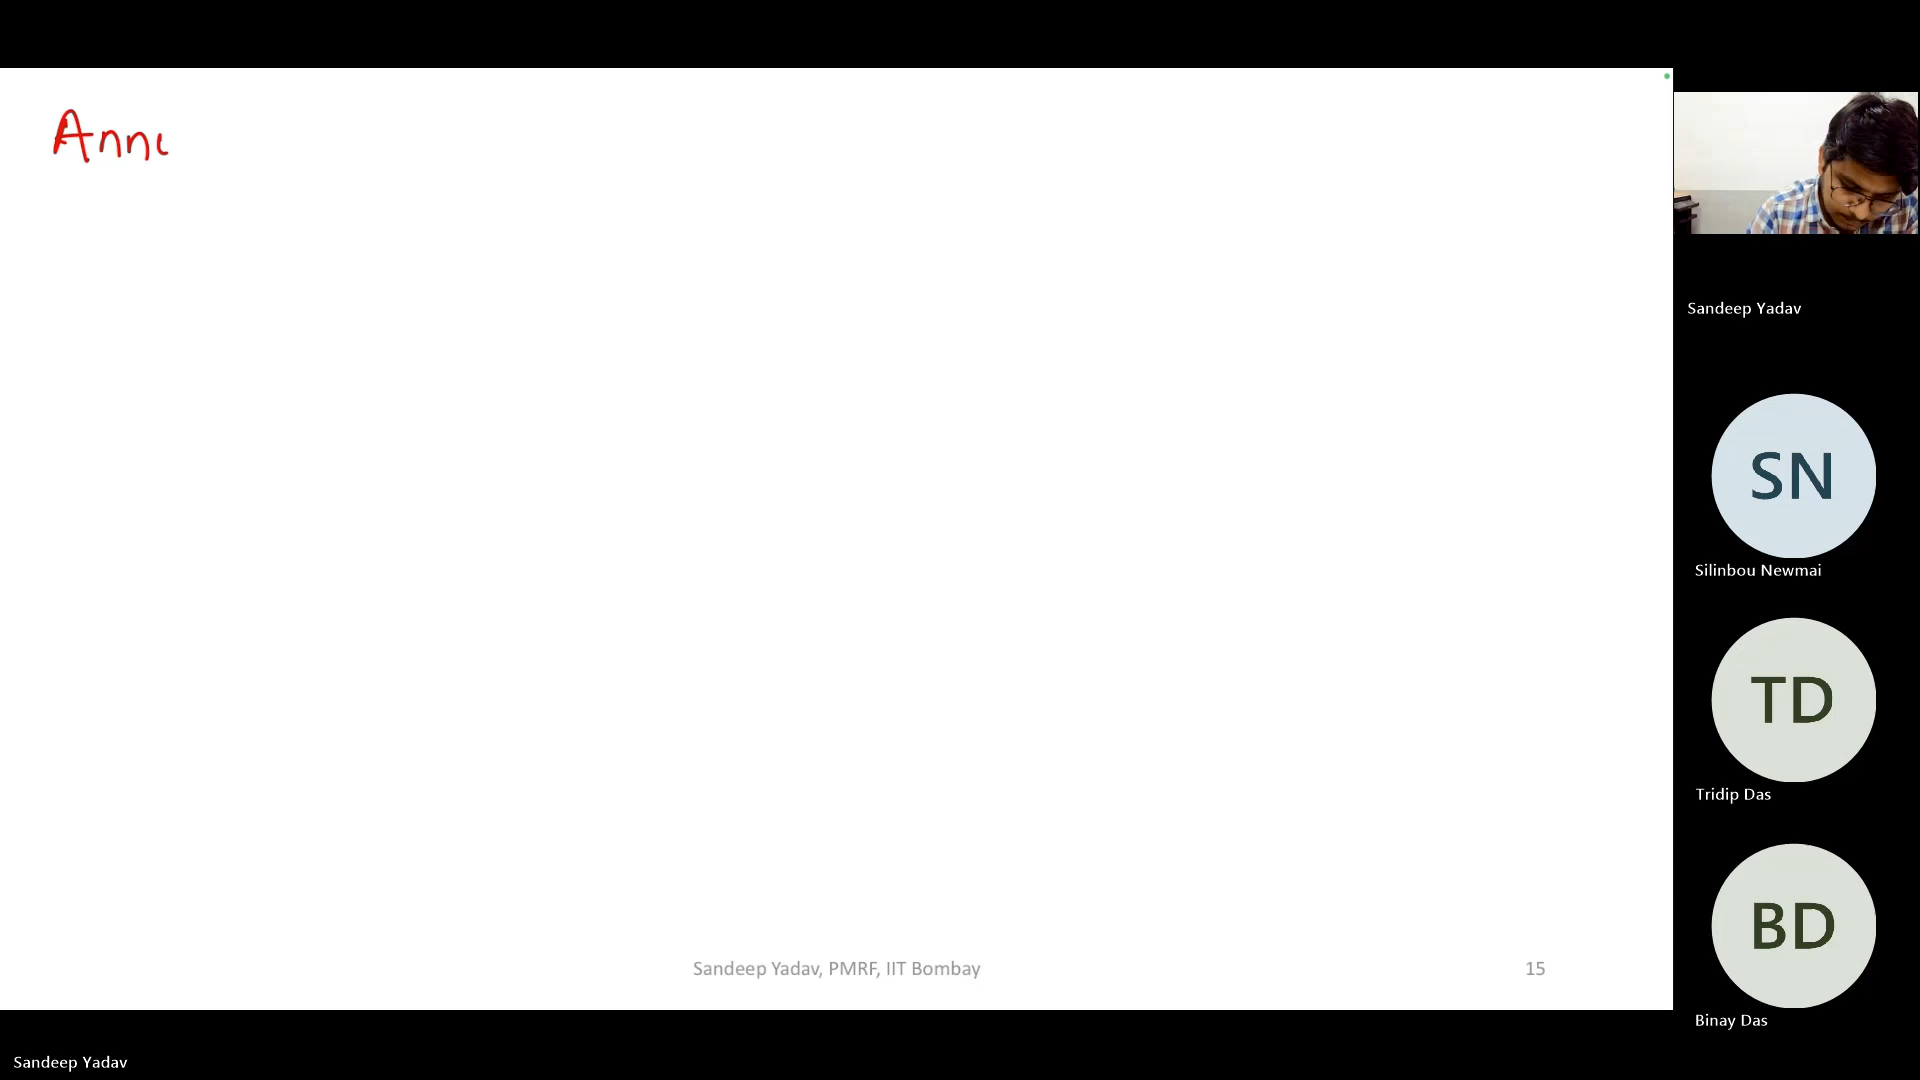 Ann
Sandeep Yadav
SN
Silinbou Newmai
TD
Tridip Das
BD
Binay Das
Sandeep Yadav, PMRF, IIT Bombay
15
Sandeep Yadav